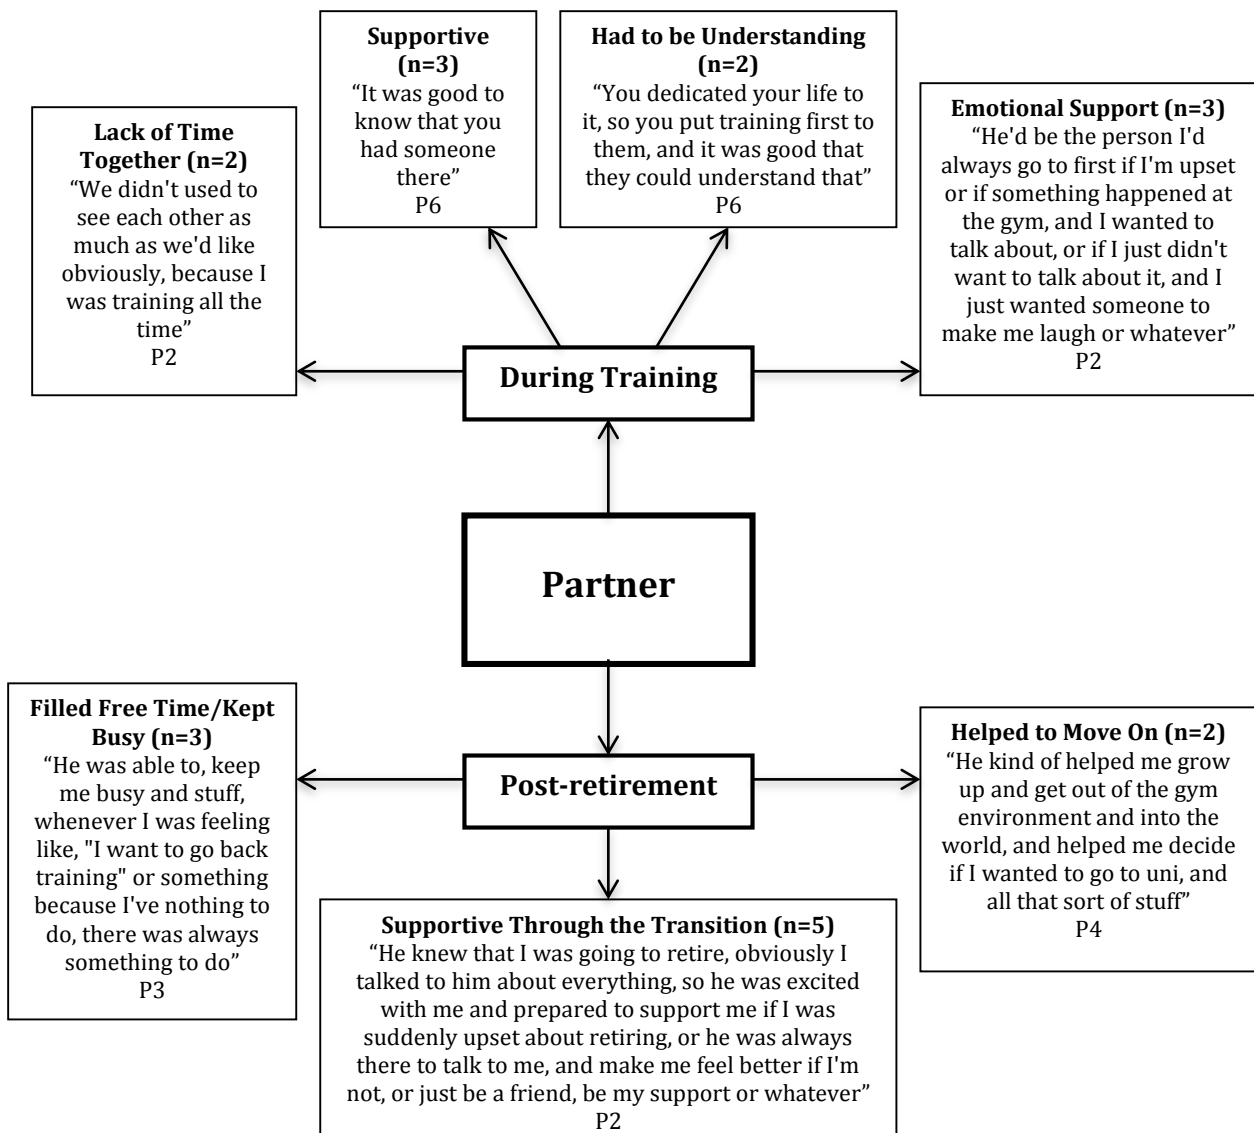 Supportive
(n=3)
“It was good to
know that you
had someone
there”
P6
Had to be Understanding
(n=2)
“You dedicated your life to
it, so you put training first to
them, and it was good that
they could understand that”
P6
Lack of Time
Together (n=2)
“We didn't used to
see each other as
much as we'd like
obviously, because I
was training all the
time”
P2
Emotional Support (n=3)
“He'd be the person I'd
always go to first if I'm upset
or if something happened at
the gym, and I wanted to
talk about, or if I just didn't
want to talk about it, and I
just wanted someone to
make me laugh or whatever”
P2
During Training
Partner
Post-retirement
Filled Free Time/Kept
Busy (n=3)
“He was able to, keep
me busy and stuff,
whenever I was feeling
like, "I want to go back
training" or something
because I've nothing to
do, there was always
something to do”
P3
Helped to Move On (n=2)
“He kind of helped me grow
up and get out of the gym
environment and into the
world, and helped me decide
if I wanted to go to uni, and
all that sort of stuff”
P4
Supportive Through the Transition (n=5)
“He knew that I was going to retire, obviously I
talked to him about everything, so he was excited
with me and prepared to support me if I was
suddenly upset about retiring, or he was always
there to talk to me, and make me feel better if I'm
not, or just be a friend, be my support or whatever”
P2